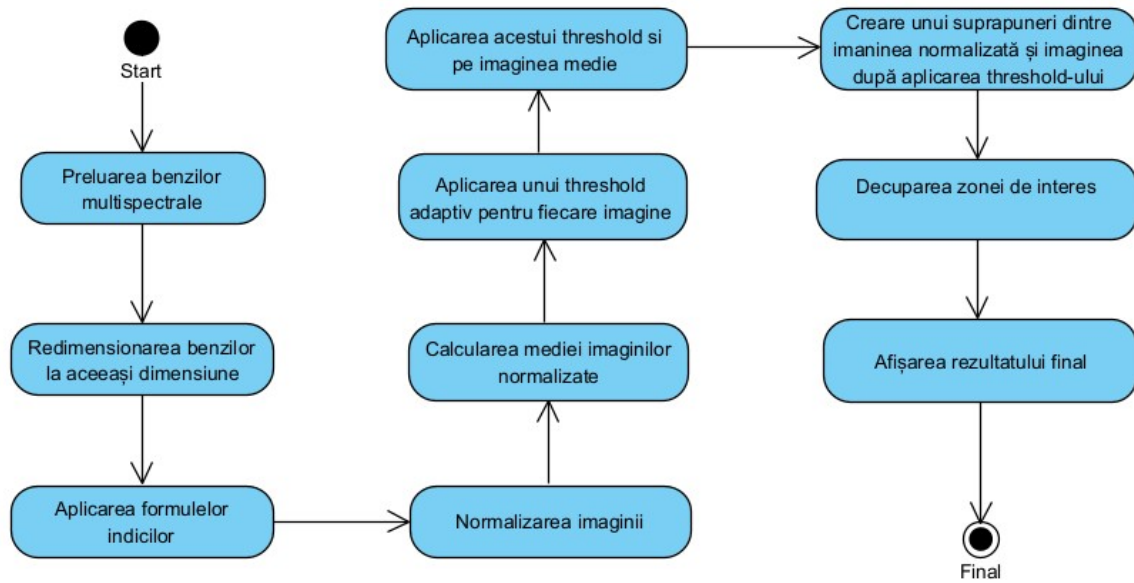 Start
Preluarea benzilor
multispectrale
Redimensionarea benzilor
la aceeași dimensiune
Aplicarea formulelor
indicilor
Normalizarea imaginii
Calcularea mediei imaginilor
normalizate
Aplicarea unui threshold
adaptiv pentru fiecare imagine
Aplicarea acestui threshold si
pe imaginea medie
Creare unui suprapuneri dintre
imaninea normalizată și imaginea
după aplicarea threshold-ului
Decuparea zonei de interes
Afișarea rezultatului final
Final